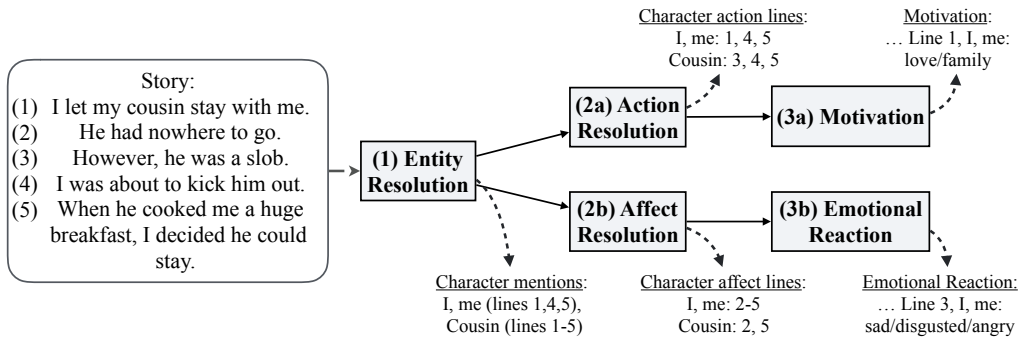 Story:
(1) I let my cousin stay with me.
(2) He had nowhere to go.
(3) However, he was a slob.
(4) I was about to kick him out.
(5) When he cooked me a huge
breakfast, I decided he could
stay.
(1) Entity
Resolution
Character mentions:
I, me (lines 1,4,5),
Cousin (lines 1-5)
Character action lines:
I, me: 1, 4, 5
Cousin: 3, 4, 5
(2a) Action
Resolution
Motivation:
… Line 1, I, me:
love/family
(3a) Motivation
(2b) Affect
Resolution
Character affect lines:
I, me: 2-5
Cousin: 2, 5
(3b) Emotional
Reaction
Emotional Reaction:
… Line 3, I, me:
sad/disgusted/angry